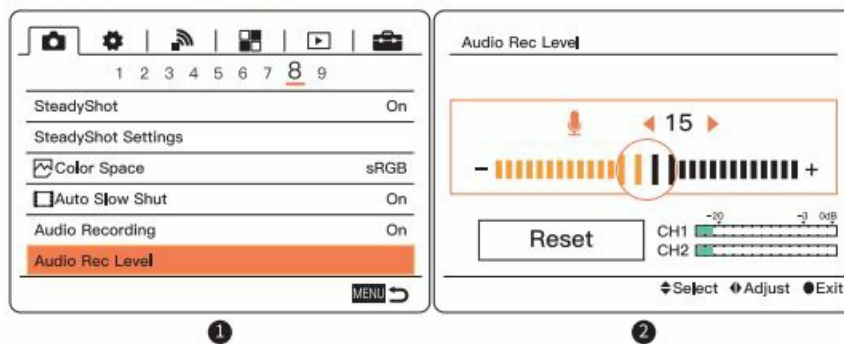 1 2 3 4 5 6 7 8 9
SteadyShot On
SteadyShot Settings
Color Space sRGB
Auto Slow Shut On
Audio Recording On
Audio Rec Level
MENU
❶
Audio Rec Level
15
- +
Reset
-20 -3 0dB
CH1
CH2
Select Adjust Exit
❷